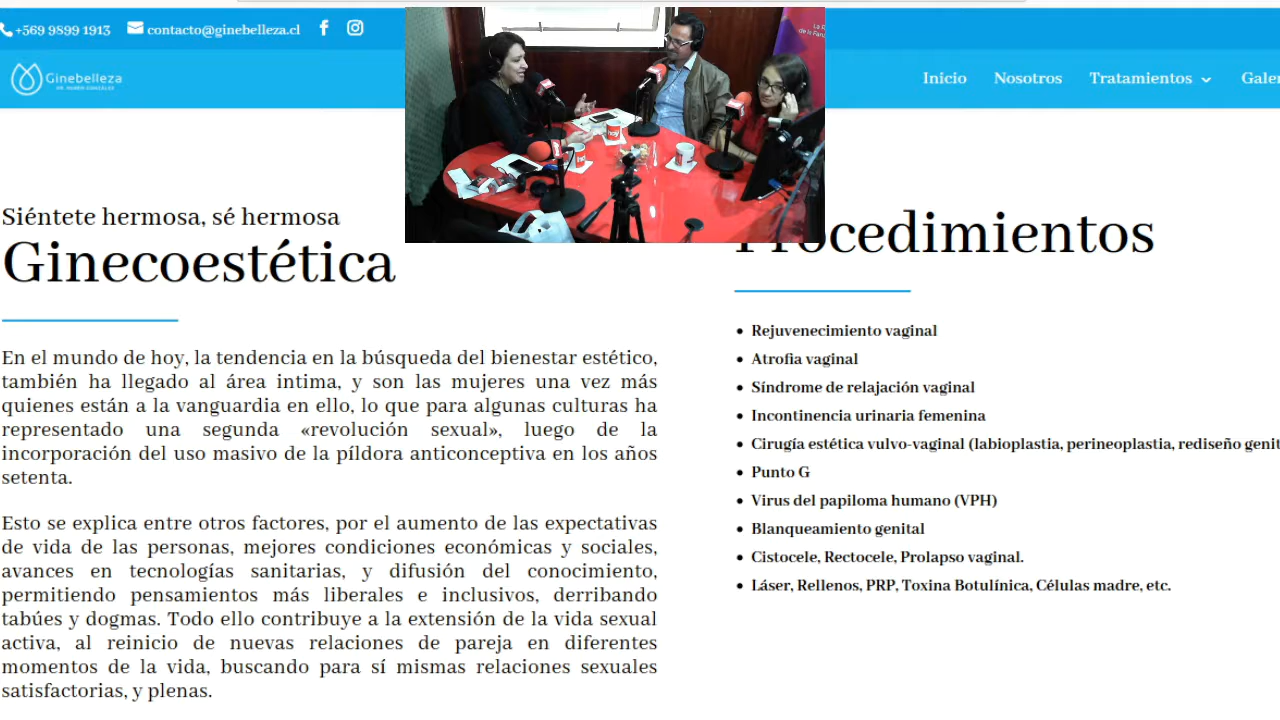 +569 9899 1913 contacto@ginebelleza.cl
Ginebelleza
Inicio Nosotros Tratamientos
hoy!
Siéntete hermosa, sé hermosa
Ginecoestética
En el mundo de hoy, la tendencia en la búsqueda del bienestar estético,
también ha llegado al área intima, y son las mujeres una vez más
quienes están a la vanguardia en ello, lo que para algunas culturas ha
representado una segunda «revolución sexual», luego de la
incorporación del uso masivo de la píldora anticonceptiva en los años
setenta.
Esto se explica entre otros factores, por el aumento de las expectativas
de vida de las personas, mejores condiciones económicas y sociales,
avances en tecnologías sanitarias, y difusión del conocimiento,
permitiendo pensamientos más liberales e inclusivos, derribando
tabúes y dogmas. Todo ello contribuye a la extensión de la vida sexual
activa, al reinicio de nuevas relaciones de pareja en diferentes
momentos de la vida, buscando para sí mismas relaciones sexuales
satisfactorias, y plenas.
Procedimientos
• Rejuvenecimiento vaginal
• Atrofia vaginal
• Síndrome de relajación vaginal
• Incontinencia urinaria femenina
• Cirugía estética vulvo-vaginal (labioplastia, perineoplastia, rediseño genit
• Punto G
• Virus del papiloma humano (VPH)
• Blanqueamiento genital
• Cistocele, Rectocele, Prolapso vaginal.
• Láser, Rellenos, PRP, Toxina Botulínica, Células madre, etc.